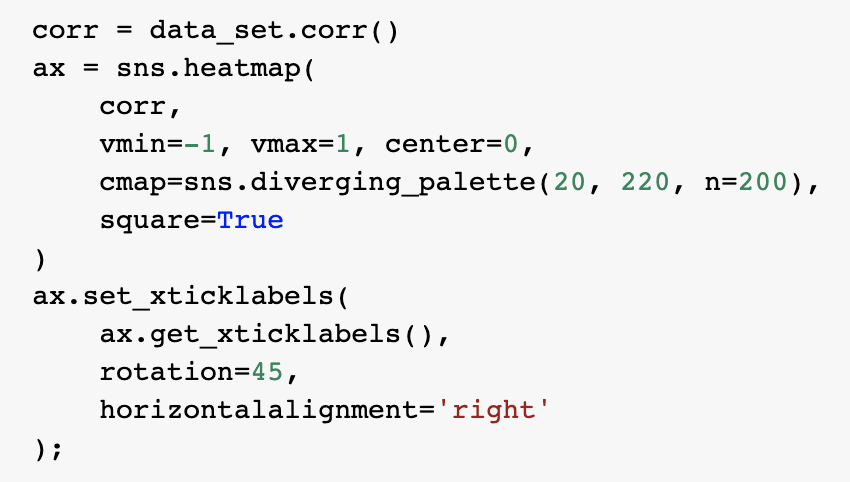 corr = data_set.corr()
ax = sns.heatmap(
    corr,
    vmin=-1, vmax=1, center=0,
    cmap=sns.diverging_palette(20, 220, n=200),
    square=True
)
ax.set_xticklabels(
    ax.get_xticklabels(),
    rotation=45,
    horizontalalignment='right'
);